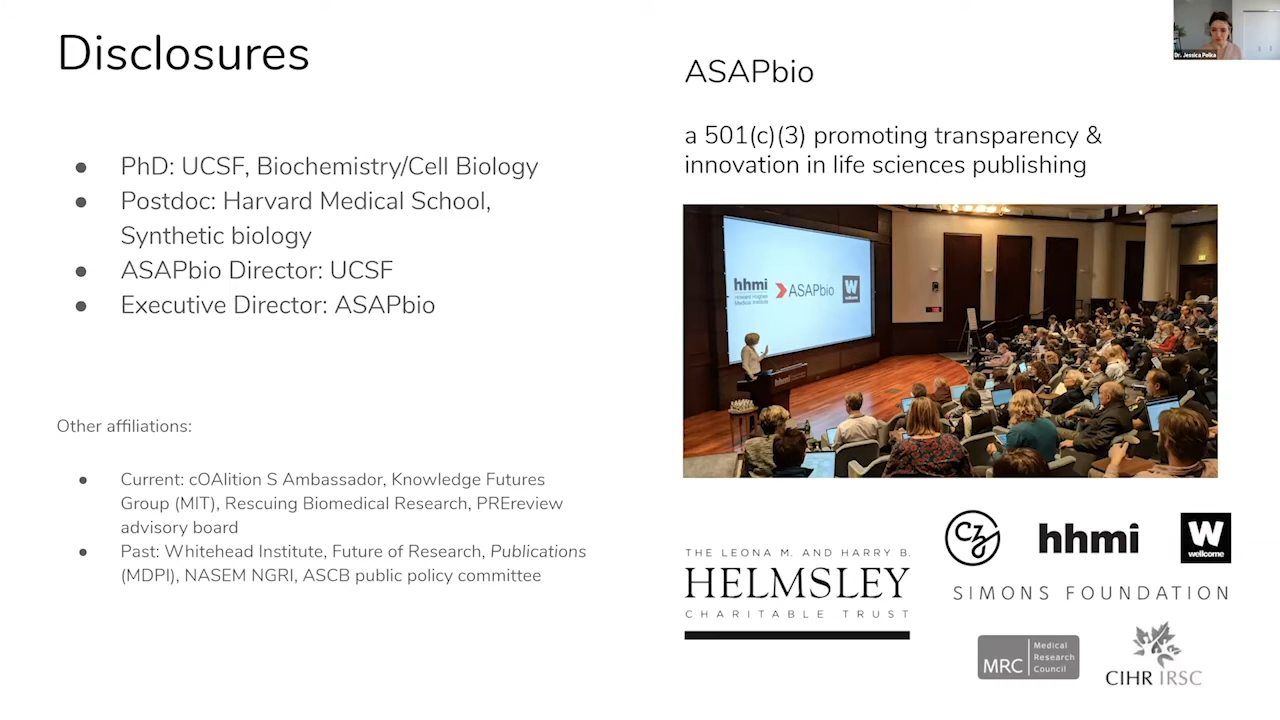 Disclosures
PhD: UCSF, Biochemistry/Cell Biology
Postdoc: Harvard Medical School,
Synthetic biology
ASAPbio Director: UCSF
Executive Director: ASAPbio
Other affiliations:
Current: cOAlition S Ambassador, Knowledge Futures
Group (MIT), Rescuing Biomedical Research, PREreview
advisory board
Past: Whitehead Institute, Future of Research, Publications
(MDPI), NASEM NGRI, ASCB public policy committee
ASAPbio
a 501(c)(3) promoting transparency &
innovation in life sciences publishing
hhmi
Howard Hughes
Medical Institute
ASAPbio
W
wellcome
hhmi
THE LEONA M. AND HARRY B.
HELMSLEY
CHARITABLE TRUST
CZI
hhmi
W
wellcome
SIMONS FOUNDATION
MRC
Medical
Research
Council
CIHR IRSC
Dr. Jessica Polka